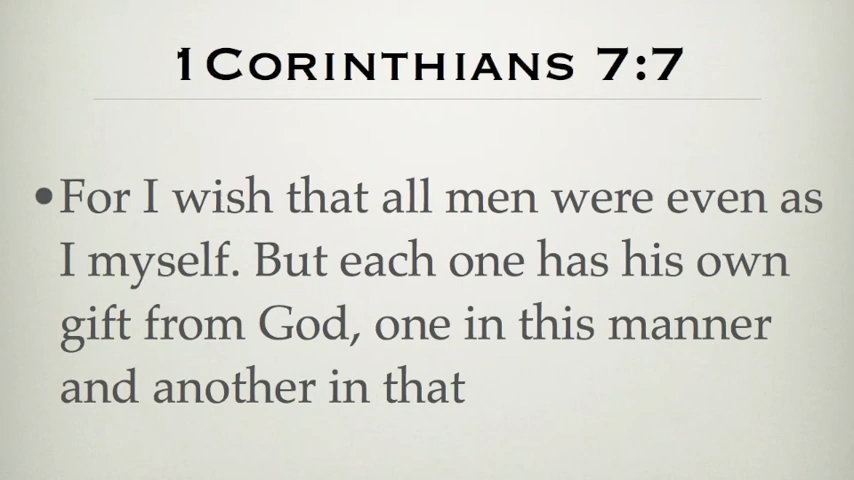 1 Corinthians 7:7
•For I wish that all men were even as
I myself. But each one has his own
gift from God, one in this manner
and another in that